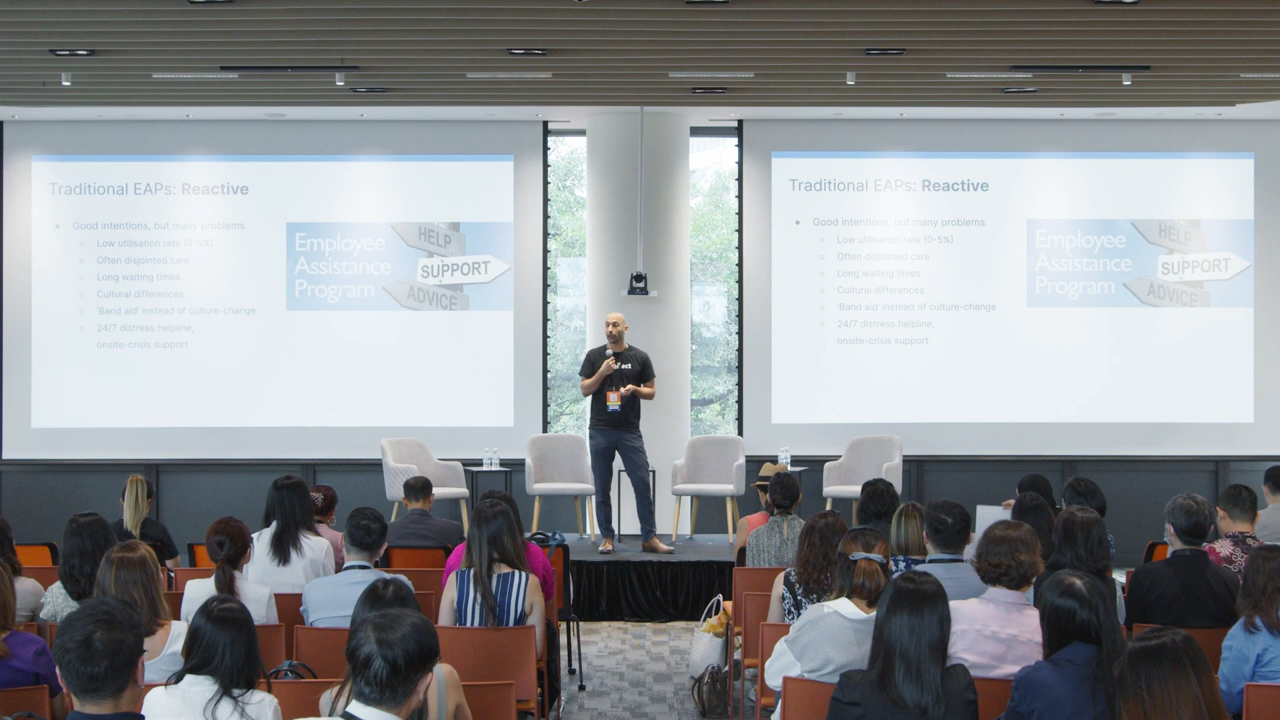 Traditional EAPs: Reactive
Good intentions, but many problems
Low utilisation rate (0-5%)
Often disjointed care
Long waiting times
Cultural differences
'Band aid' instead of culture-change
24/7 distress helpline,
onsite-crisis support
Employee
Assistance
Program
HELP
SUPPORT
ADVICE
Traditional EAPs: Reactive
Good intentions, but many problems
Low utilisation rate (0-5%)
Often disjointed care
Long waiting times
Cultural differences
'Band aid' instead of culture-change
24/7 distress helpline,
onsite-crisis support
Employee
Assistance
Program
HELP
SUPPORT
ADVICE